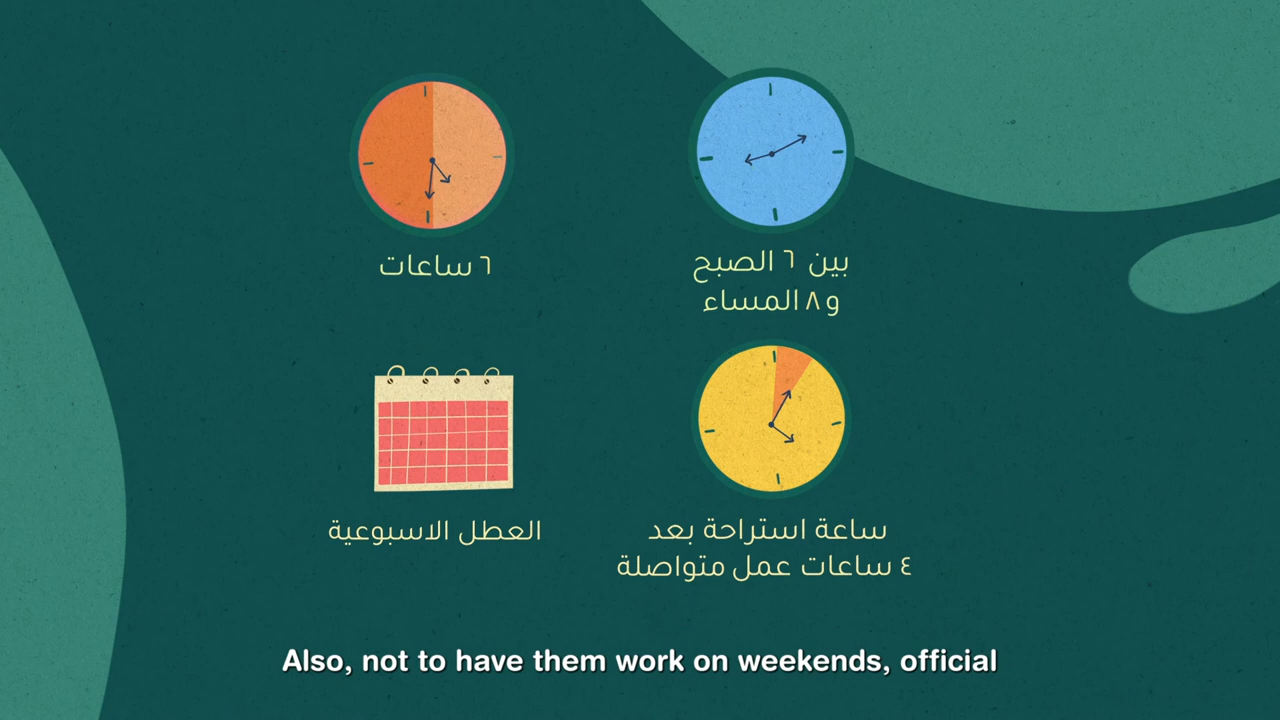 بين ٦ الصبح
و٨ المساء
٦ ساعات
ساعة استراحة بعد
٤ ساعات عمل متواصلة
العطل الاسبوعية
Also, not to have them work on weekends, official